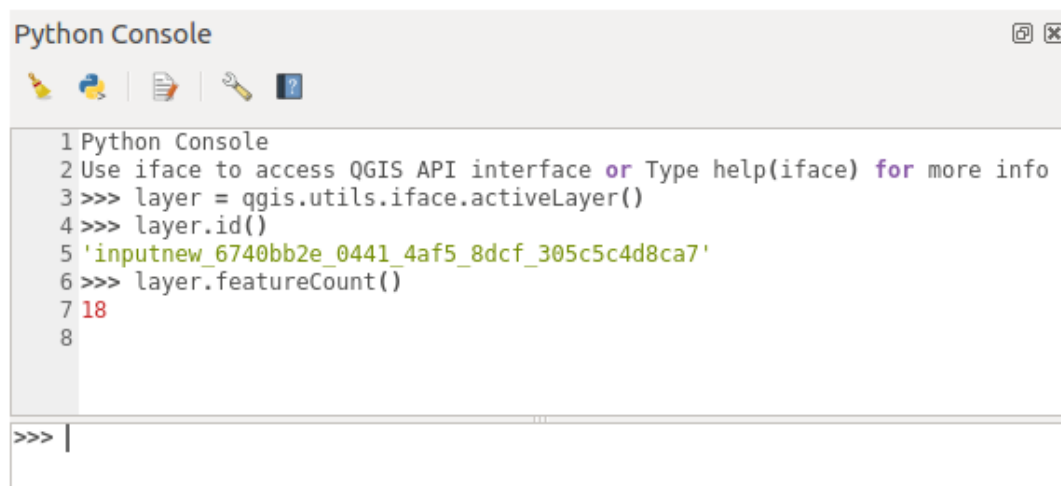 Python Console
1 Python Console
2 Use iface to access QGIS API interface or Type help(iface) for more info
3 >>> layer = qgis.utils.iface.activeLayer()
4 >>> layer.id()
5 'inputnew_6740bb2e_0441_4af5_8dcf_305c5c4d8ca7'
6 >>> layer.featureCount()
7 18
8
>>>